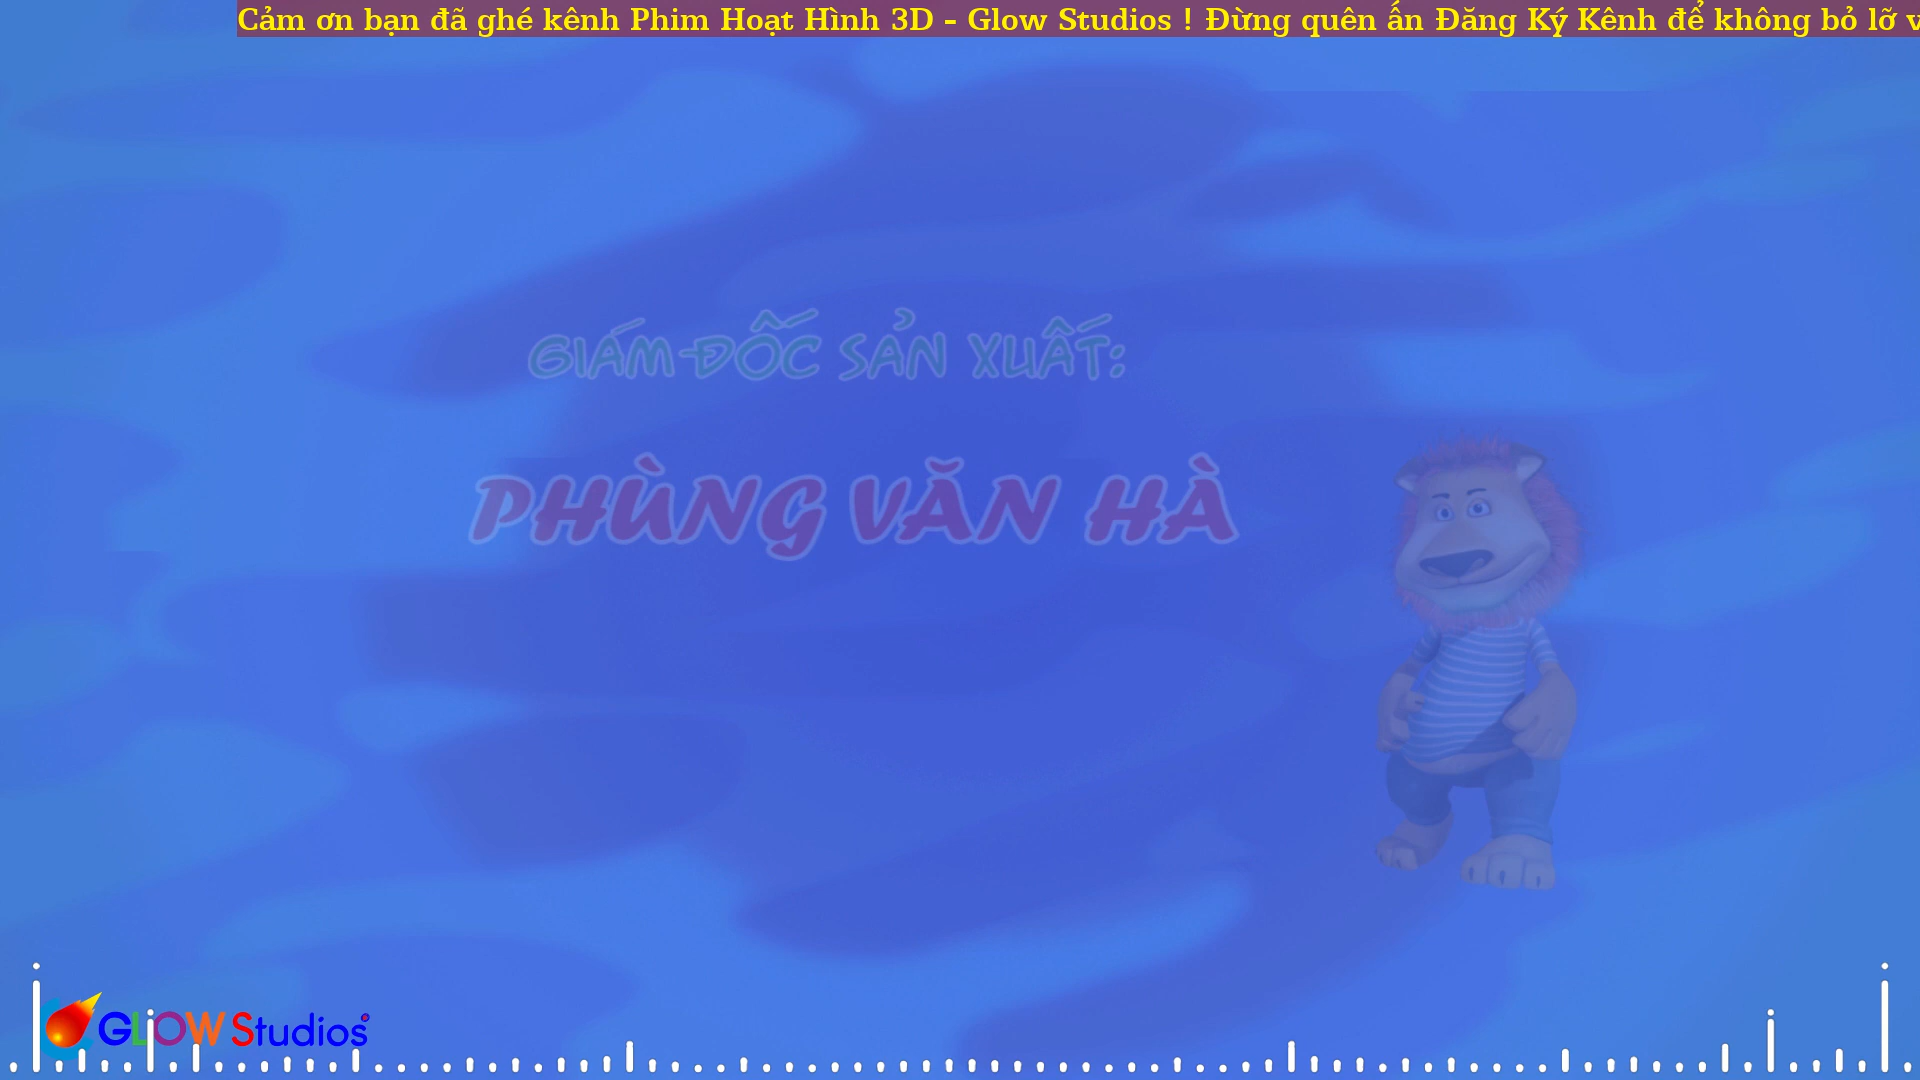 Cảm ơn bạn đã ghé kênh Phim Hoạt Hình 3D - Glow Studios ! Đừng quên ấn Đăng Ký Kênh để không bỏ lỡ
GIÁM ĐỐC SẢN XUẤT:
PHÙNG VĂN HÀ
GLOW Studios